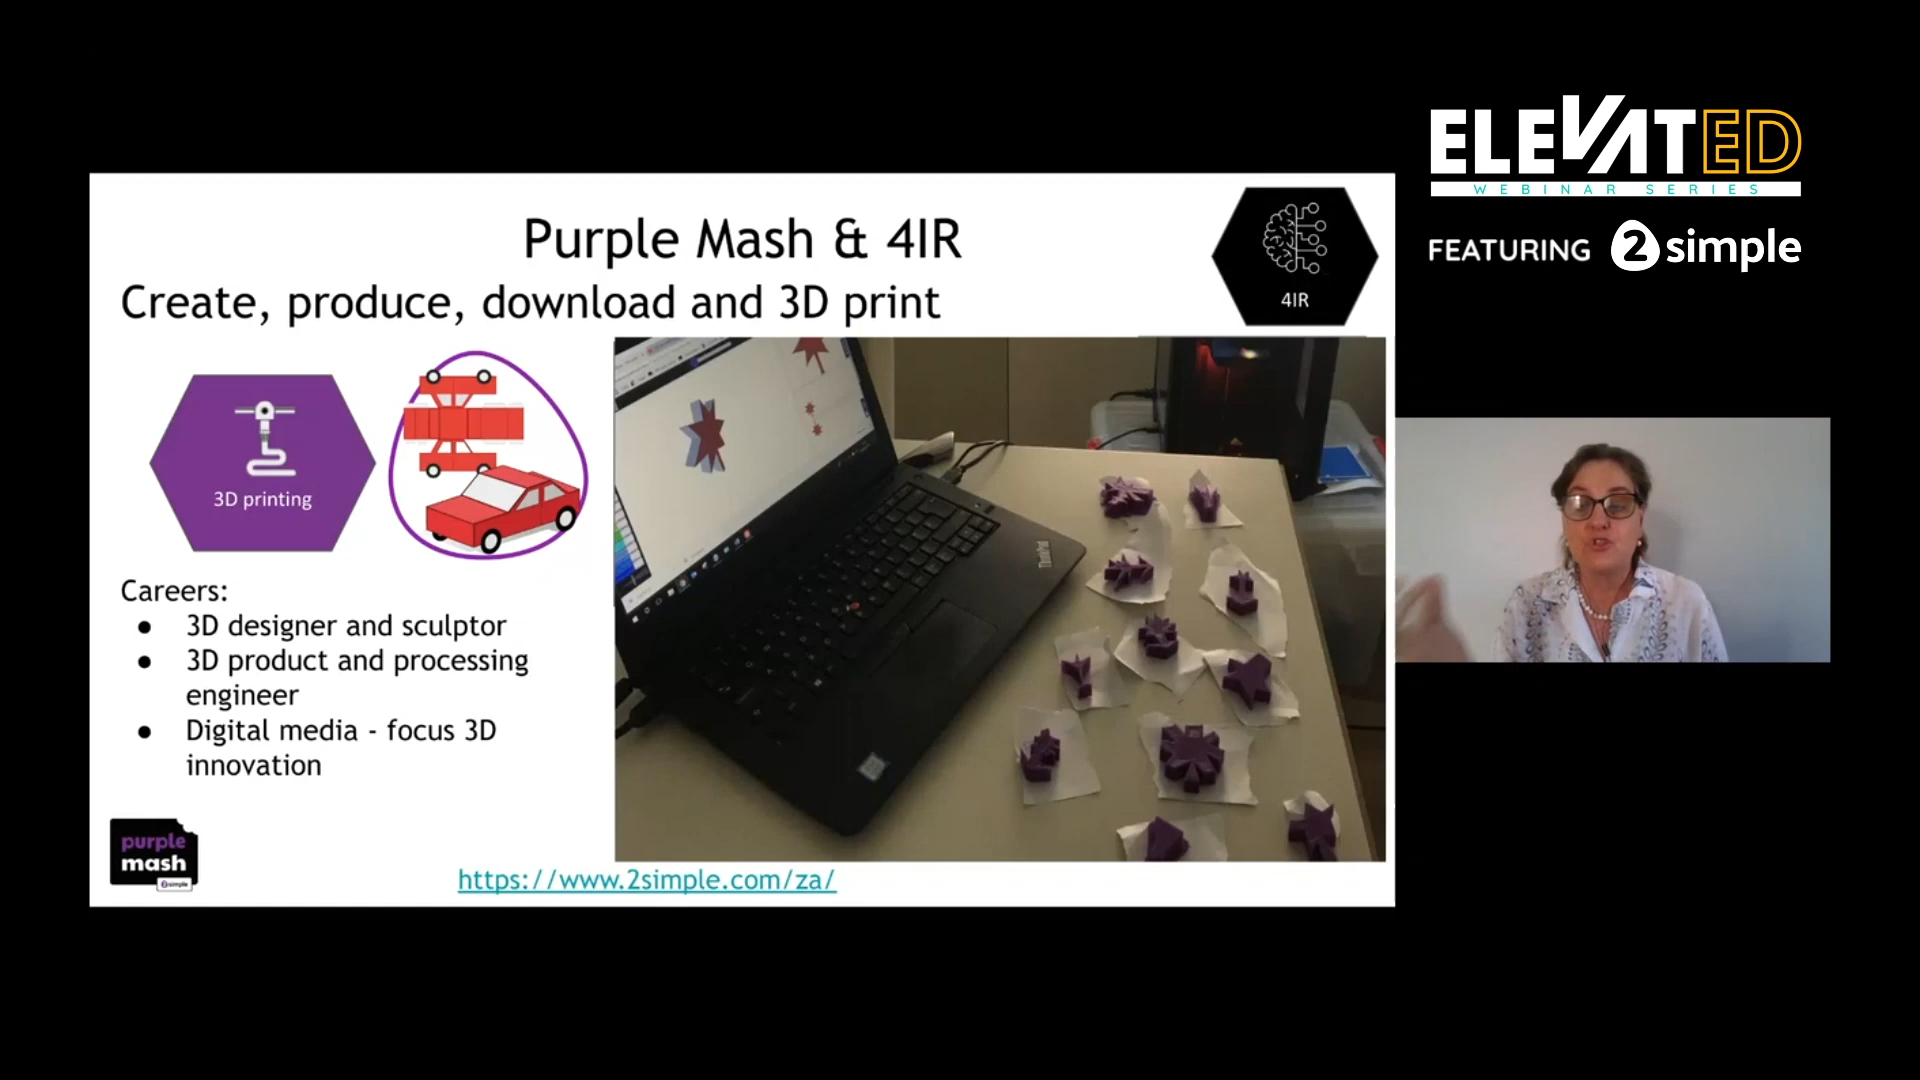 ELEVATED
WEBINAR SERIES
FEATURING 2simple
Purple Mash & 4IR
4IR
Create, produce, download and 3D print
3D printing
Careers:
● 3D designer and sculptor
● 3D product and processing
engineer
● Digital media - focus 3D
innovation
ThinkPad
purple
mash
2simple
https://www.2simple.com/za/